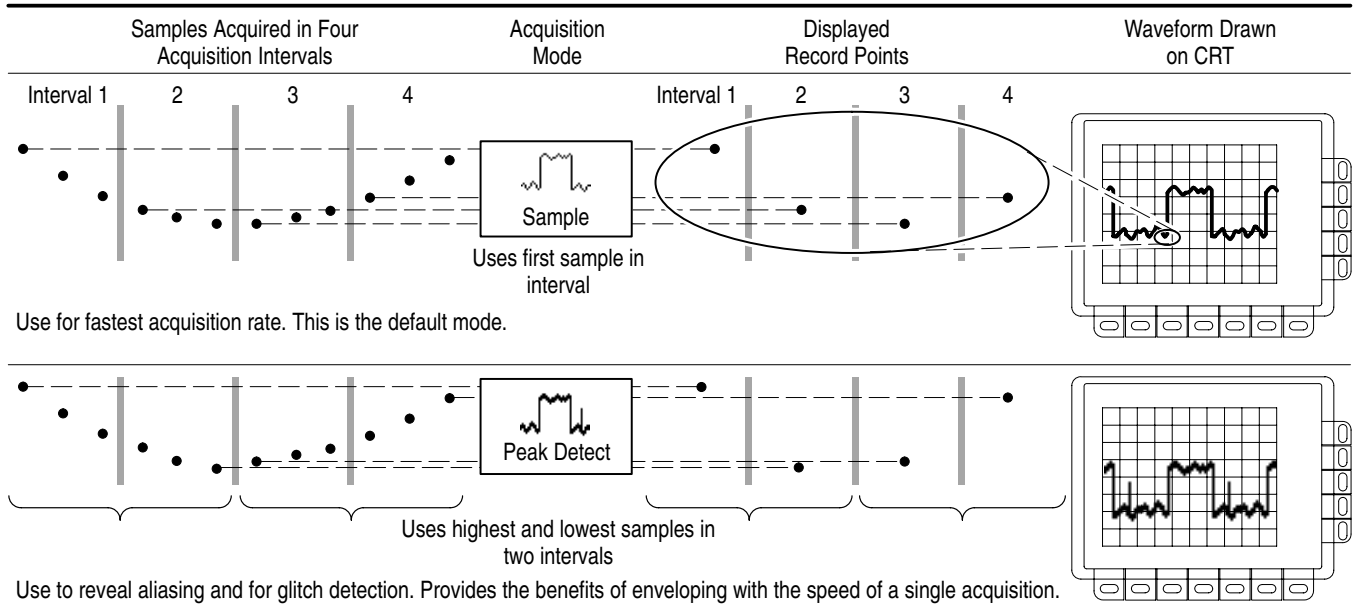 Samples Acquired in Four
Acquisition Intervals
Acquisition
Mode
Displayed
Record Points
Waveform Drawn
on CRT
Interval 1 2 3 4
Interval 1 2 3 4
Sample
Uses first sample in
interval
Use for fastest acquisition rate. This is the default mode.
Peak Detect
Uses highest and lowest samples in
two intervals
Use to reveal aliasing and for glitch detection. Provides the benefits of enveloping with the speed of a single acquisition.